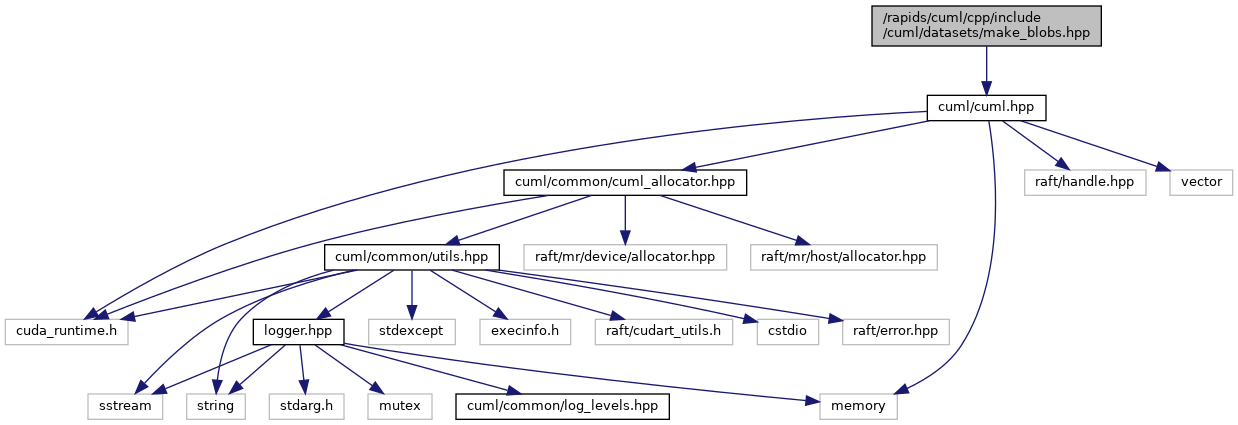 /rapids/cuml/cpp/include
/cuml/datasets/make_blobs.hpp
cuml/cuml.hpp
cuml/common/cuml_allocator.hpp
raft/handle.hpp
vector
cuml/common/utils.hpp
raft/mr/device/allocator.hpp
raft/mr/host/allocator.hpp
cuda_runtime.h
logger.hpp
stdexcept
execinfo.h
raft/cudart_utils.h
cstdio
raft/error.hpp
sstream
string
stdarg.h
mutex
cuml/common/log_levels.hpp
memory